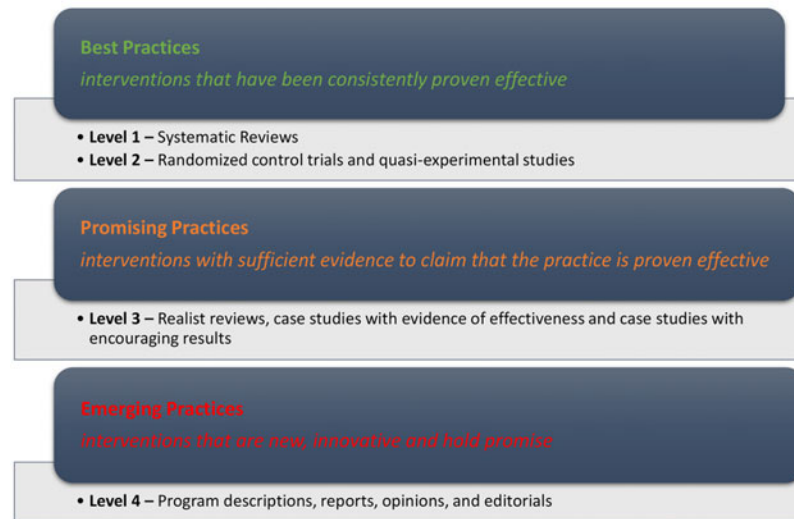 Best Practices
interventions that have been consistently proven effective
• Level 1 – Systematic Reviews
• Level 2 – Randomized control trials and quasi-experimental studies
Promising Practices
interventions with sufficient evidence to claim that the practice is proven effective
• Level 3 – Realist reviews, case studies with evidence of effectiveness and case studies with
encouraging results
Emerging Practices
interventions that are new, innovative and hold promise
• Level 4 – Program descriptions, reports, opinions, and editorials